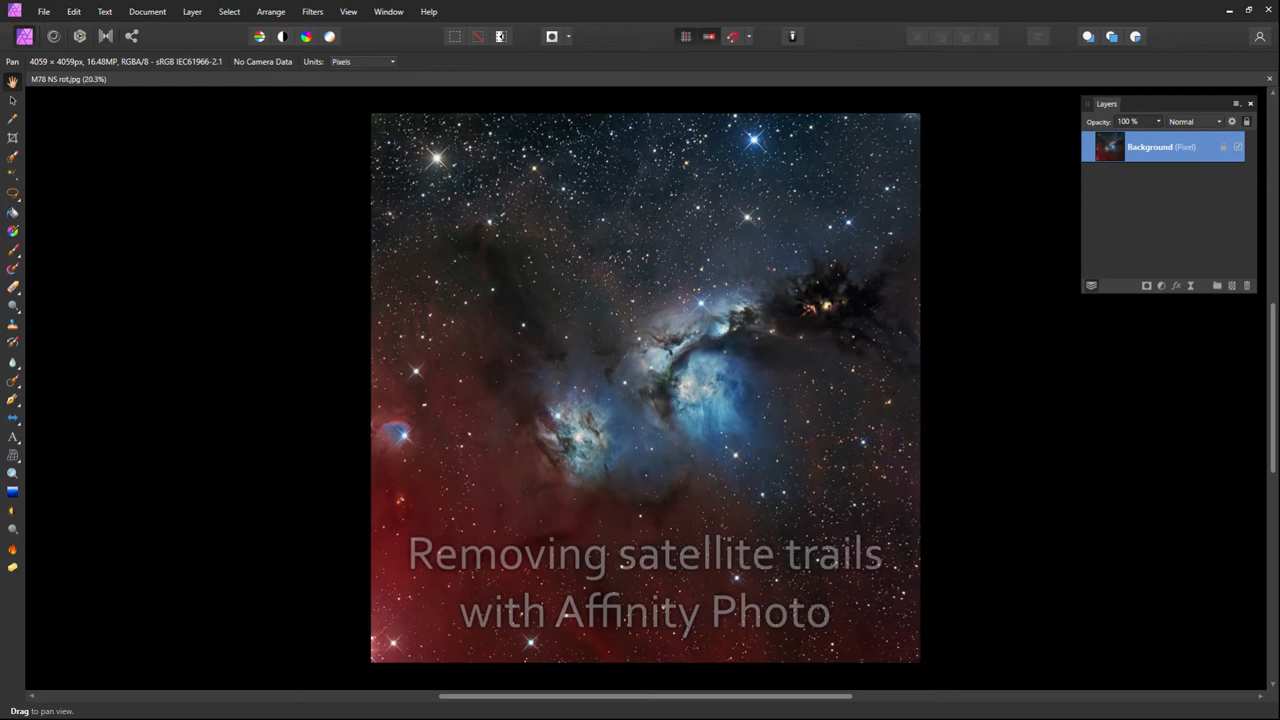 File Edit Text Document Layer Select Arrange Filters View Window Help
Pan 4059 × 4059px, 16.48MP, RGBA/8 - sRGB IEC61966-2.1 No Camera Data Units: Pixels
M78 NS rot.jpg (20.3%)
Layers
Opacity: 100 % Normal
Background (Pixel)
Removing satellite trails
with Affinity Photo
Drag to pan view.